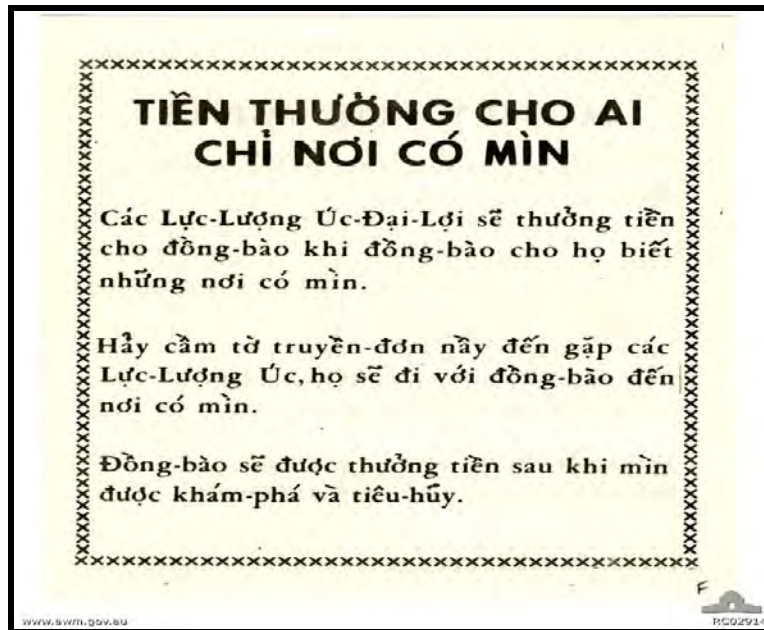 TIỀN THƯỞNG CHO AI
CHỈ NƠI CÓ MÌN
Các Lực-Lượng Úc-Đại-Lợi sẽ thưởng tiền
cho đồng-bào khi đồng-bào cho họ biết
những nơi có mìn.
Hảy cầm tờ truyền-đơn nầy đến gặp các
Lực-Lượng Úc, họ sẽ đi với đồng-bào đến
nơi có mìn.
Đồng-bào sẽ được thưởng tiền sau khi mìn
được khám-phá và tiêu-hũy.
F
www.awm.gov.au
RC02914